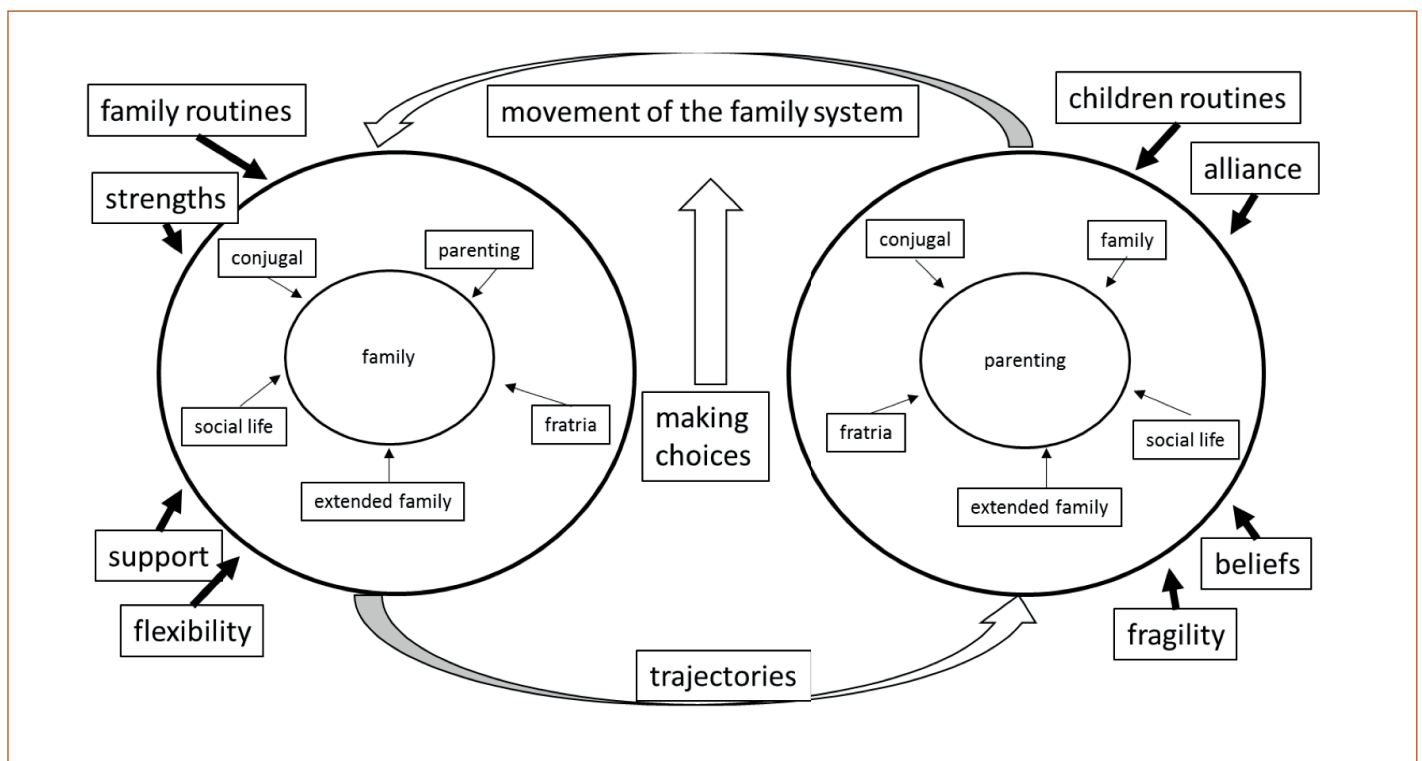 family routines
movement of the family system
children routines
strengths
alliance
conjugal
parenting
conjugal
family
family
parenting
social life
fratria
making
choices
fratria
social life
extended family
extended family
support
beliefs
flexibility
fragility
trajectories